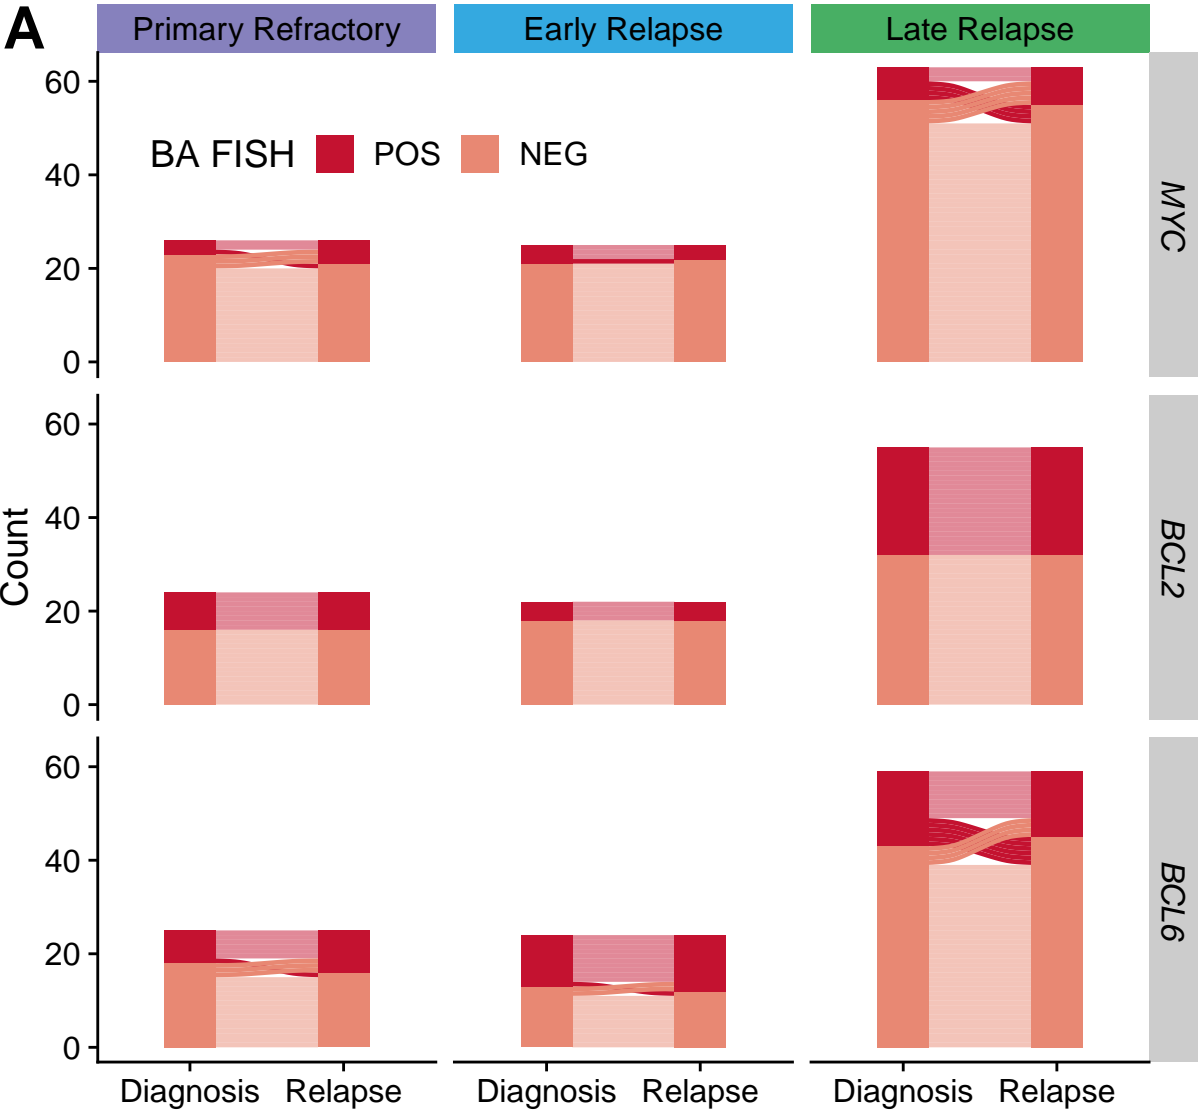 A
Primary Refractory
Early Relapse
Late Relapse
BA FISH POS NEG
60
40
20
0
MYC
Count
60
40
20
0
BCL2
60
40
20
0
BCL6
Diagnosis Relapse
Diagnosis Relapse
Diagnosis Relapse